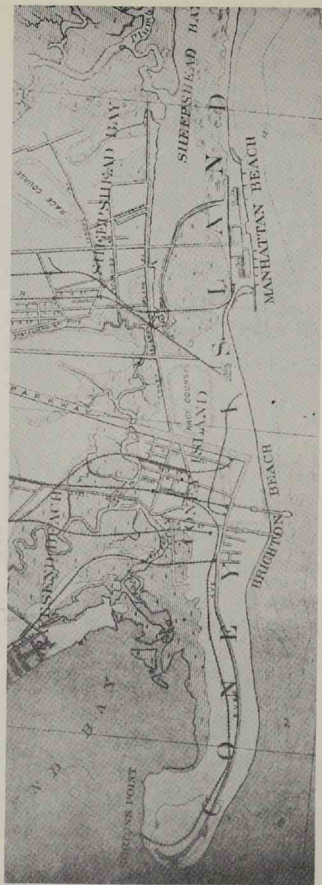 SHEEPSHEAD BAY
RACE COURSE
SHEEPSHEAD BAY
MANHATTAN BEACH
PARKWAY
RACE COURSE
CONEY ISLAND
BRIGHTON BEACH
CONEY ISLAND
BAY
NORTONS POINT